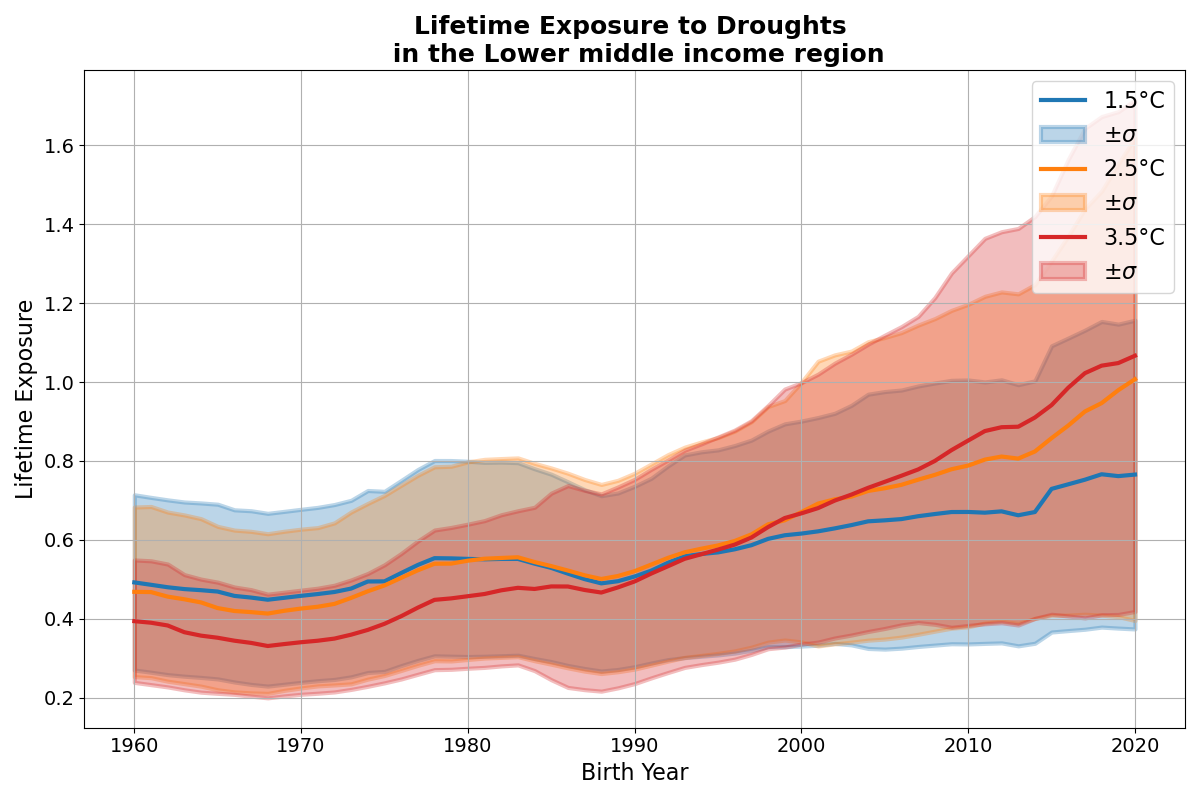 Lifetime Exposure to Droughts
in the Lower middle income region
Lifetime Exposure
1.6
1.4
1.2
1.0
0.8
0.6
0.4
0.2
1.5°C
±σ
2.5°C
±σ
3.5°C
±σ
1960 1970 1980 1990 2000 2010 2020
Birth Year